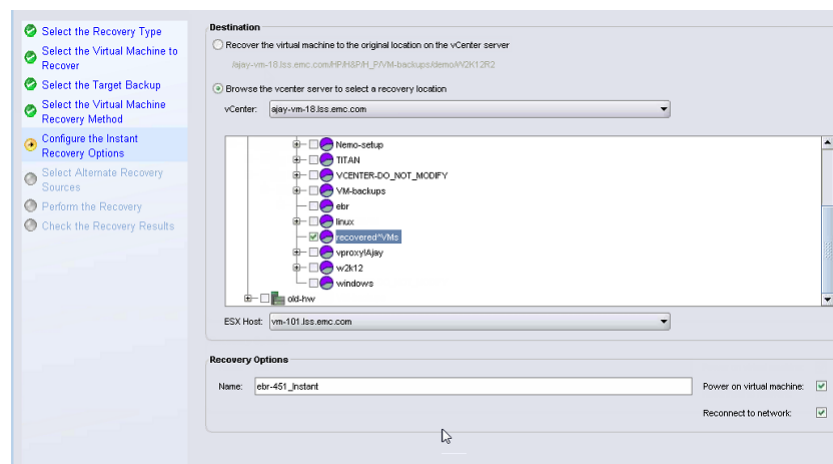 Select the Recovery Type
Select the Virtual Machine to
Recover
Select the Target Backup
Select the Virtual Machine
Recovery Method
Configure the Instant
Recovery Options
Select Alternate Recovery
Sources
Perform the Recovery
Check the Recovery Results
Destination
Recover the virtual machine to the original location on the vCenter server
/ajay-vm-18.lss.emc.com/HP/H&P/H_P/VM-backups/demo/W2K12R2
Browse the vcenter server to select a recovery location
vCenter: ajay-vm-18.lss.emc.com
Nemo-setup
TITAN
VCENTER-DO_NOT_MODIFY
VM-backups
ebr
linux
recovered"VMs
vproxy/Ajay
w2k12
windows
old-hw
ESX Host: vm-101.lss.emc.com
Recovery Options
Name: ebr-451_Instant
Power on virtual machine:
Reconnect to network: